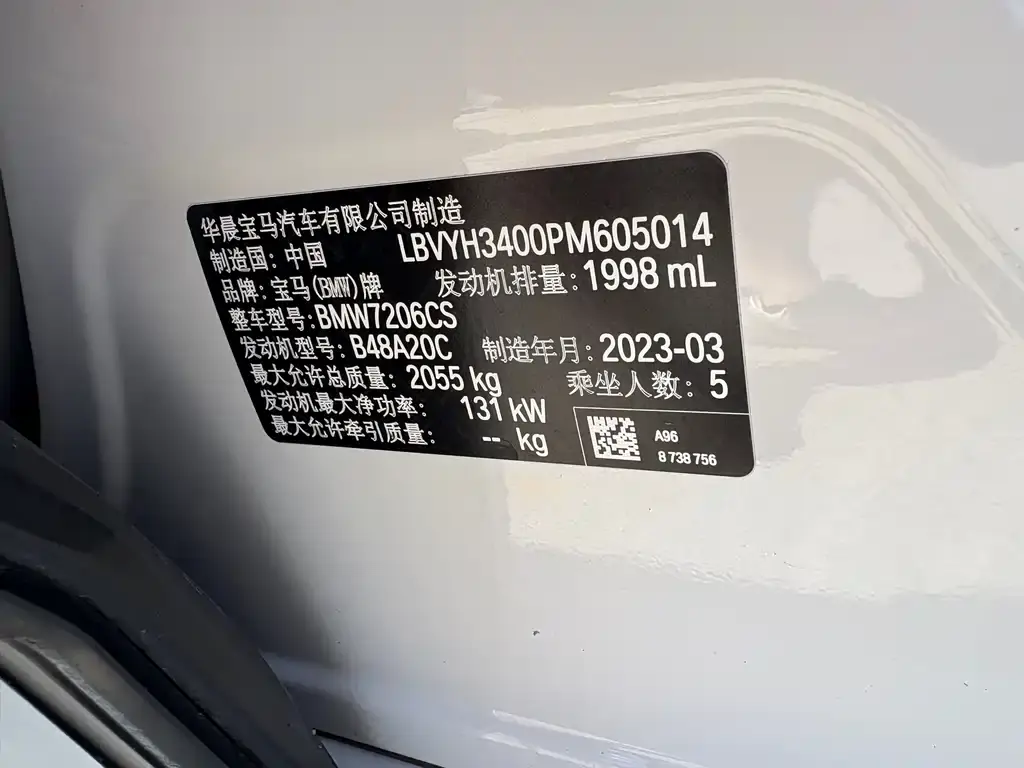 华晨宝马汽车有限公司制造
制造国：中国 LBVYH3400PM605014
品牌：宝马(BMW)牌 发动机排量：1998 mL
整车型号：BMW7206CS
发动机型号：B48A20C 制造年月：2023-03
最大允许总质量：2055 kg 乘坐人数：5
发动机最大净功率：131 kW
最大允许牵引质量：-- kg
A96
8 738 756